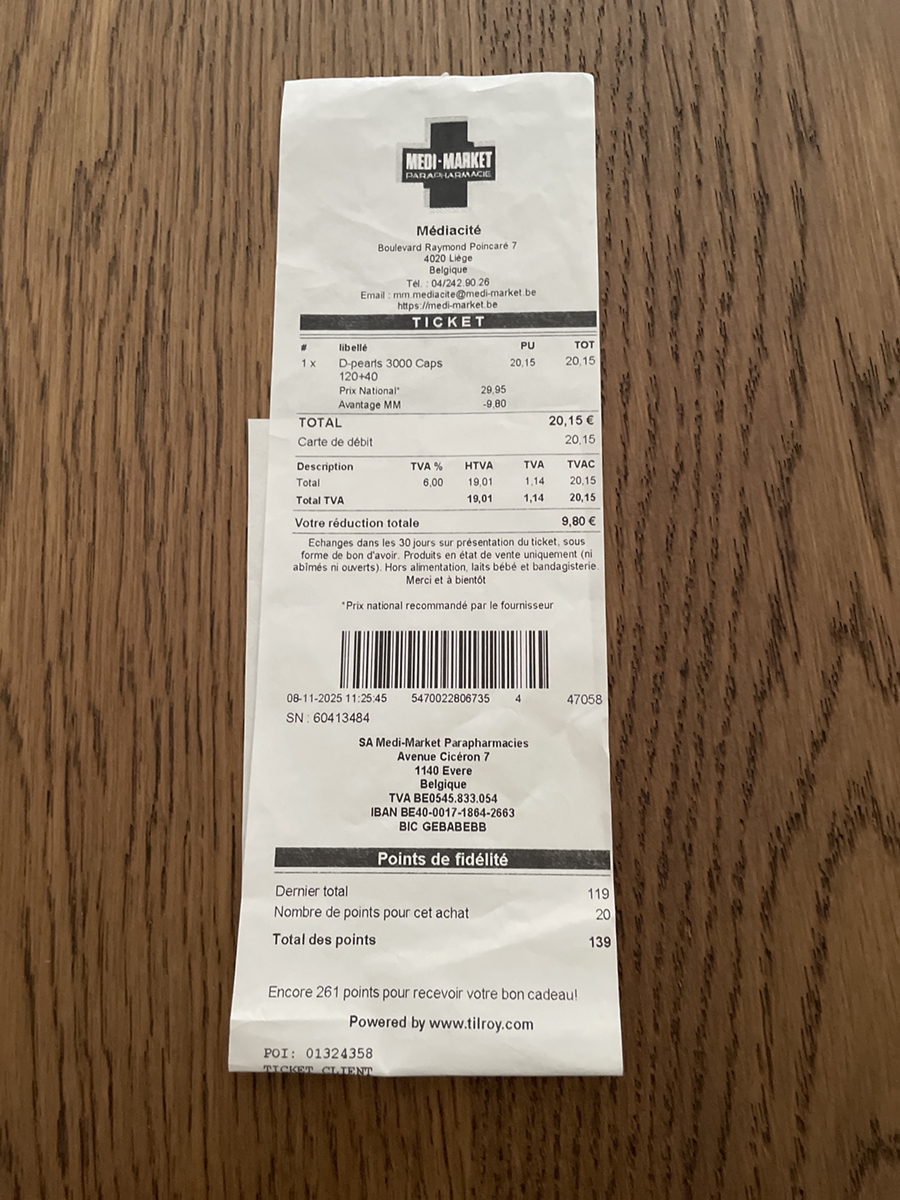 MEDI-MARKET
PARAPHARMACIE
Médiacité
Boulevard Raymond Poincaré 7
4020 Liège
Belgique
Tél. : 04/242.90.26
Email : mm.mediacite@medi-market.be
https://medi-market.be
TICKET
# libellé PU TOT
1 x D-pearls 3000 Caps 20,15 20,15
120+40
Prix National* 29,95
Avantage MM -9,80
TOTAL 20,15 €
Carte de débit 20,15
Description TVA % HTVA TVA TVAC
Total 6,00 19,01 1,14 20,15
Total TVA 19,01 1,14 20,15
Votre réduction totale 9,80 €
Echanges dans les 30 jours sur présentation du ticket, sous
forme de bon d'avoir. Produits en état de vente uniquement (ni
abîmés ni ouverts). Hors alimentation, laits bébé et bandagisterie.
Merci et à bientôt
*Prix national recommandé par le fournisseur
08-11-2025 11:25:45 5470022806735 4 47058
SN : 60413484
SA Medi-Market Parapharmacies
Avenue Cicéron 7
1140 Evere
Belgique
TVA BE0545.833.054
IBAN BE40-0017-1864-2663
BIC GEBABEBB
Points de fidélité
Dernier total 119
Nombre de points pour cet achat 20
Total des points 139
Encore 261 points pour recevoir votre bon cadeau!
Powered by www.tilroy.com
POI: 01324358
TICKET CLIENT